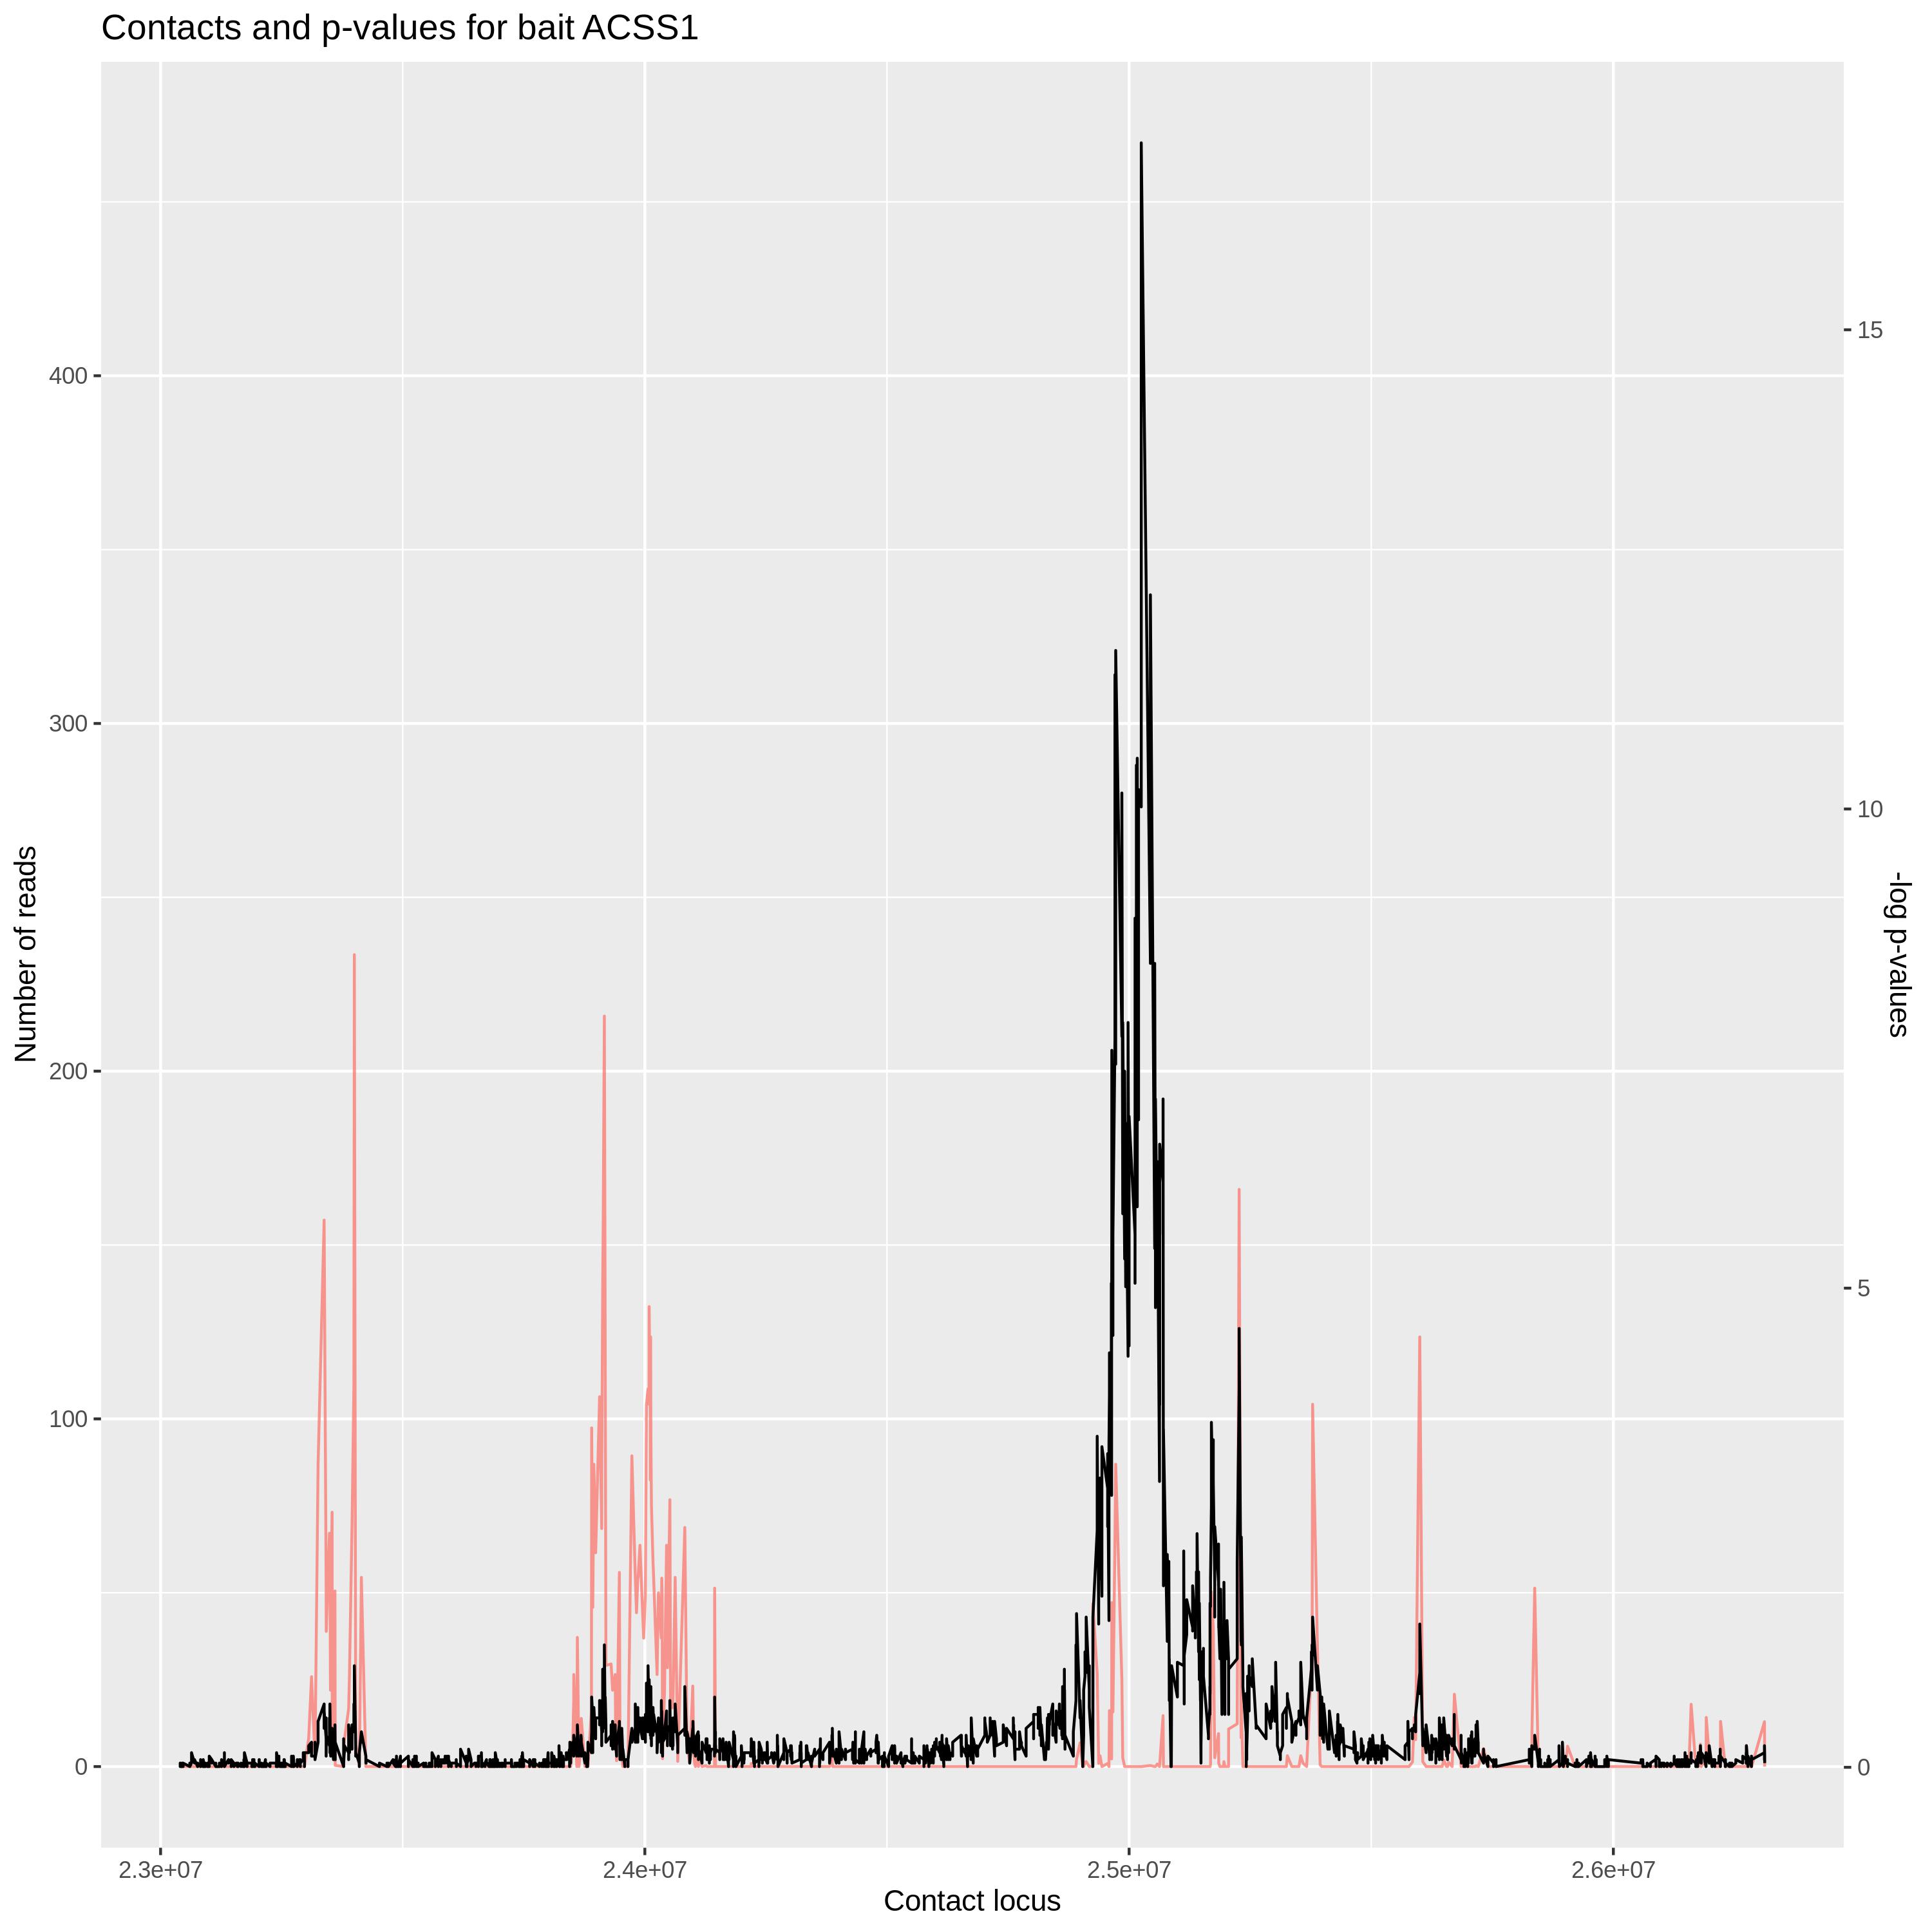 Contacts and p-values for bait ACSS1
Number of reads
400
300
200
100
0
15
10
5
0
-log p-values
2.3e+07
2.4e+07
2.5e+07
2.6e+07
Contact locus